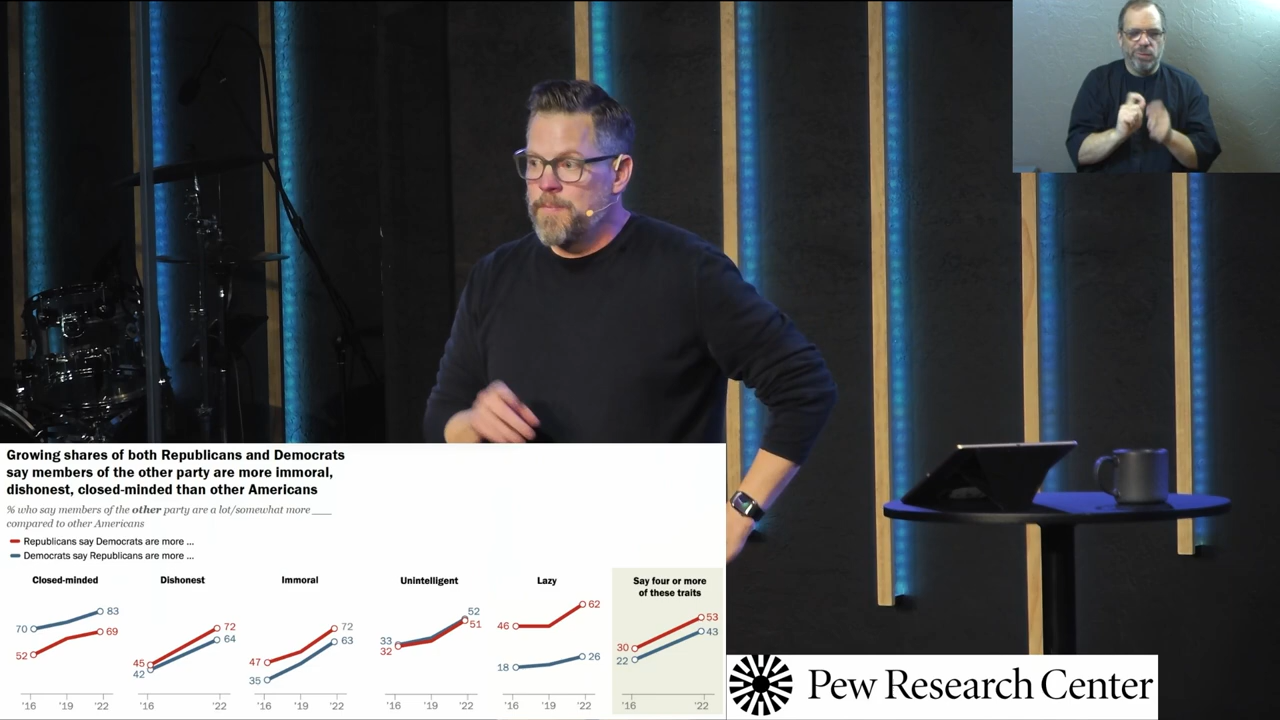 Growing shares of both Republicans and Democrats
say members of the other party are more immoral,
dishonest, closed-minded than other Americans
% who say members of the other party are a lot/somewhat more ___
compared to other Americans
Republicans say Democrats are more ...
Democrats say Republicans are more ...
Closed-minded
70
83
52
69
'16 '19 '22
Dishonest
45
72
42
64
'16 '22
Immoral
47
72
35
63
'16 '19 '22
Unintelligent
33
52
32
51
'16 '19 '22
Lazy
46
62
18
26
'16 '19 '22
Say four or more
of these traits
30
53
22
43
'16 '22
Pew Research Center